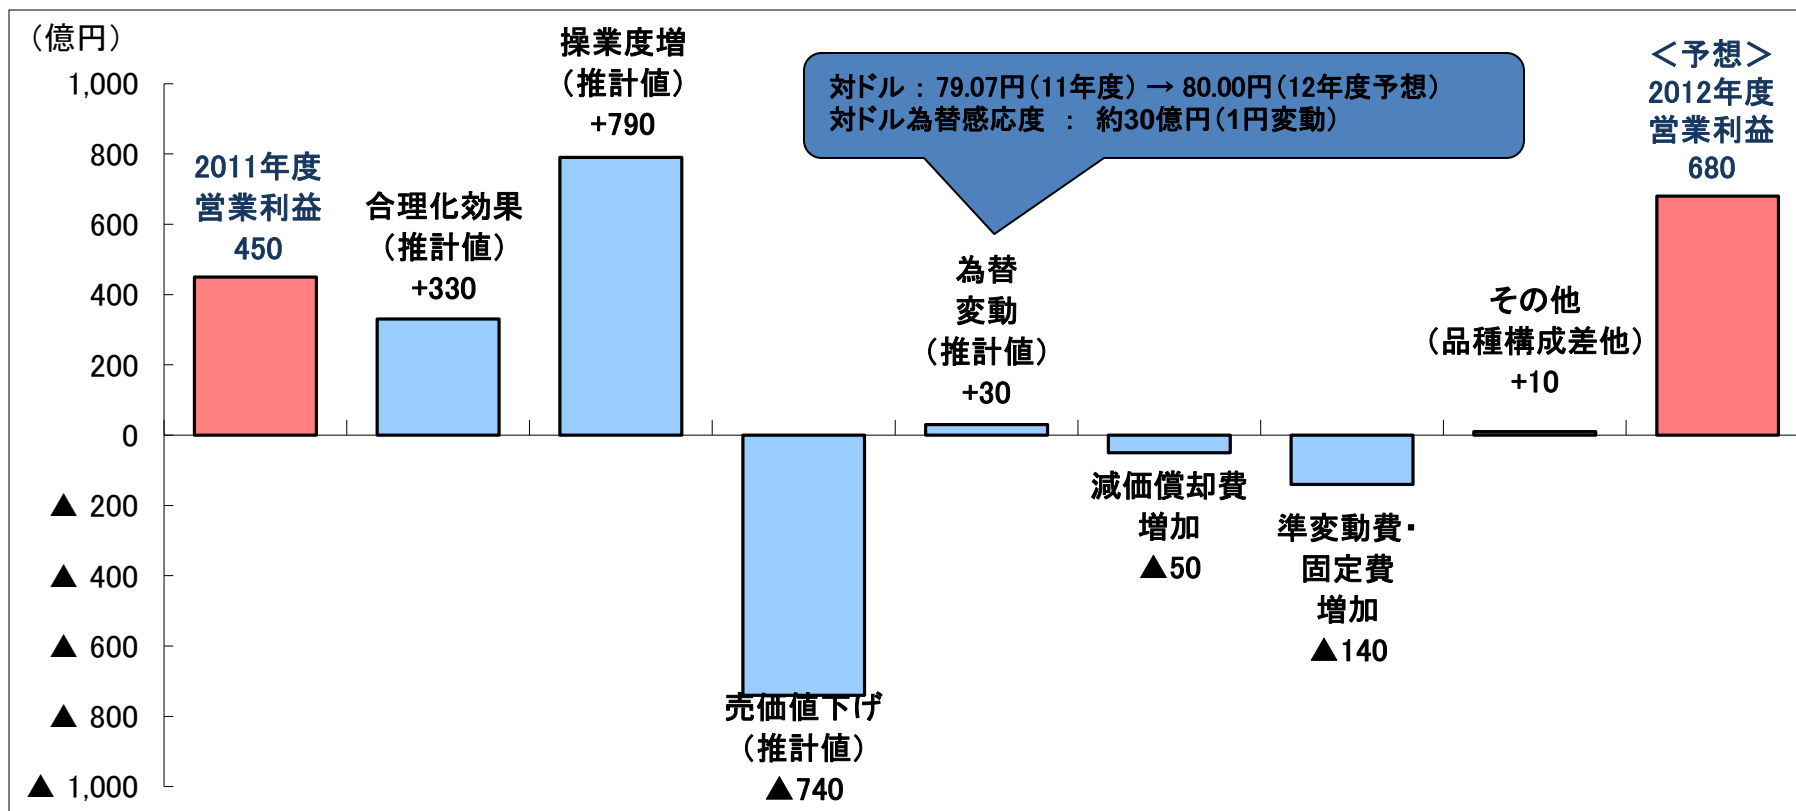 （億円）
1,000
800
600
400
200
0
▲ 200
▲ 400
▲ 600
▲ 800
▲ 1,000
2011年度
営業利益
450
合理化効果
（推計値）
+330
操業度増
（推計値）
+790
売価値下げ
（推計値）
▲740
対ドル ： 79.07円（11年度） → 80.00円（12年度予想）
対ドル為替感応度 ： 約30億円（1円変動）
為替
変動
（推計値）
+30
減価償却費
増加
▲50
準変動費・
固定費
増加
▲140
その他
（品種構成差他）
+10
＜予想＞
2012年度
営業利益
680